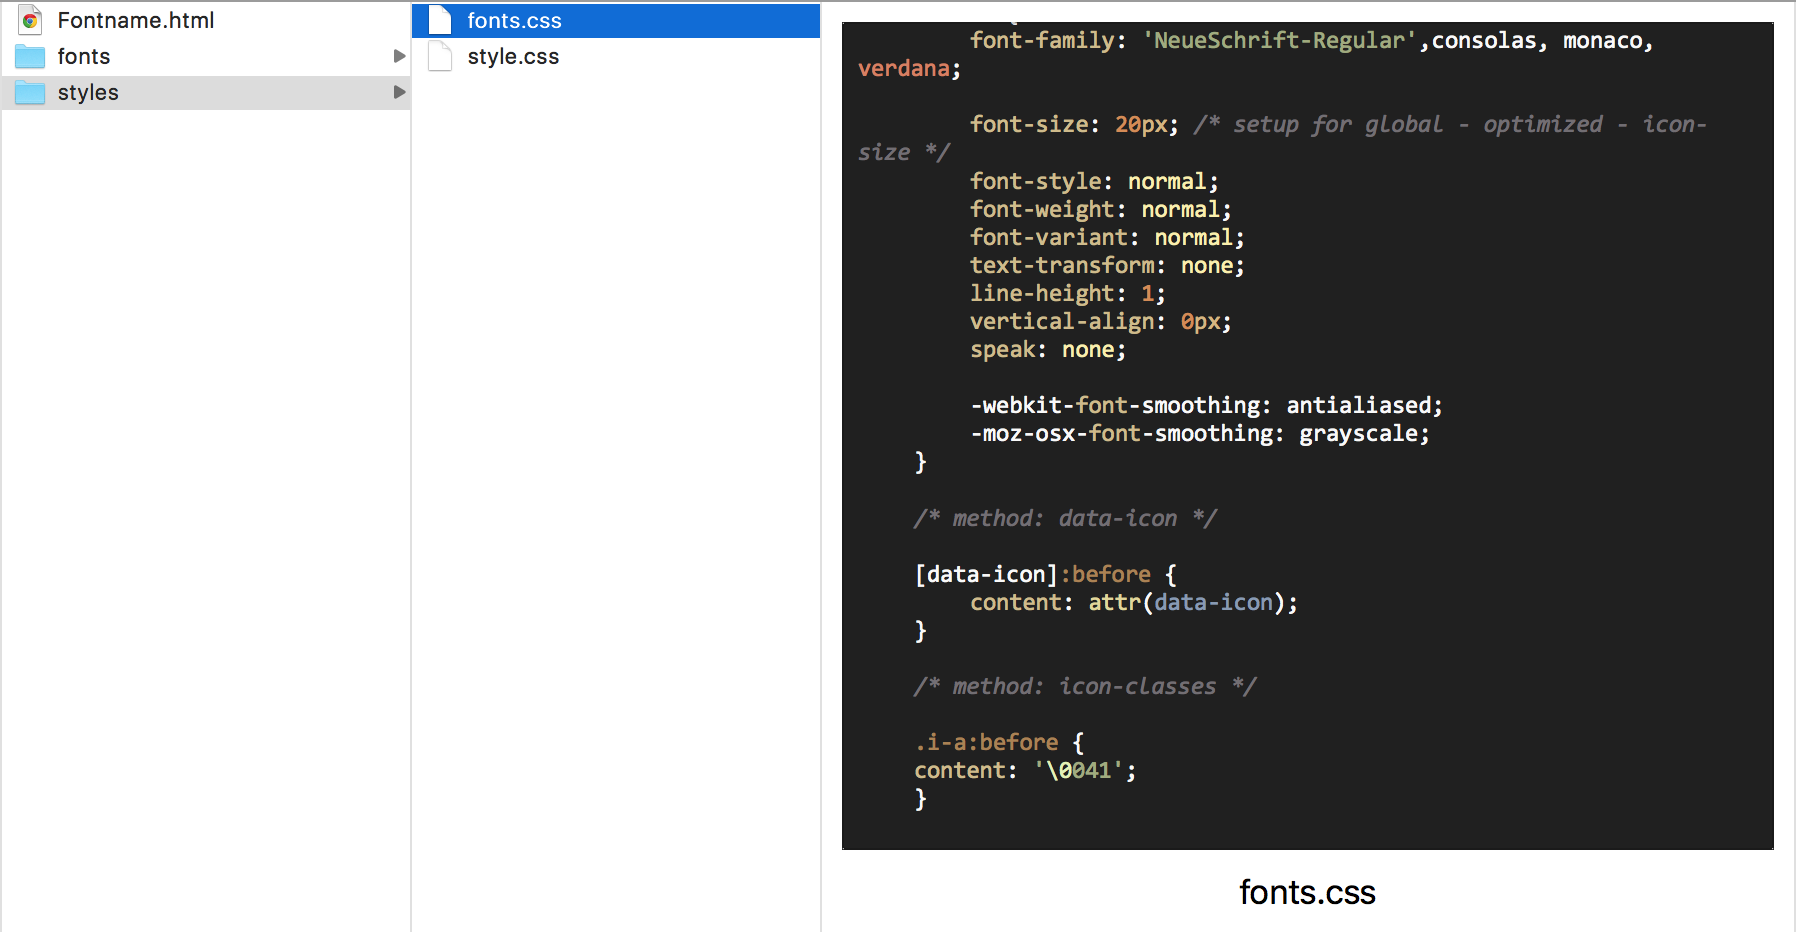 Fontname.html
fonts
styles
fonts.css
style.css
font-family: 'NeueSchrift-Regular',consolas, monaco,
verdana;
font-size: 20px; /* setup for global - optimized - icon-
size */
font-style: normal;
font-weight: normal;
font-variant: normal;
text-transform: none;
line-height: 1;
vertical-align: 0px;
speak: none;
-webkit-font-smoothing: antialiased;
-moz-osx-font-smoothing: grayscale;
}
/* method: data-icon */
[data-icon]:before {
content: attr(data-icon);
}
/* method: icon-classes */
.i-a:before {
content: '\0041';
}
fonts.css